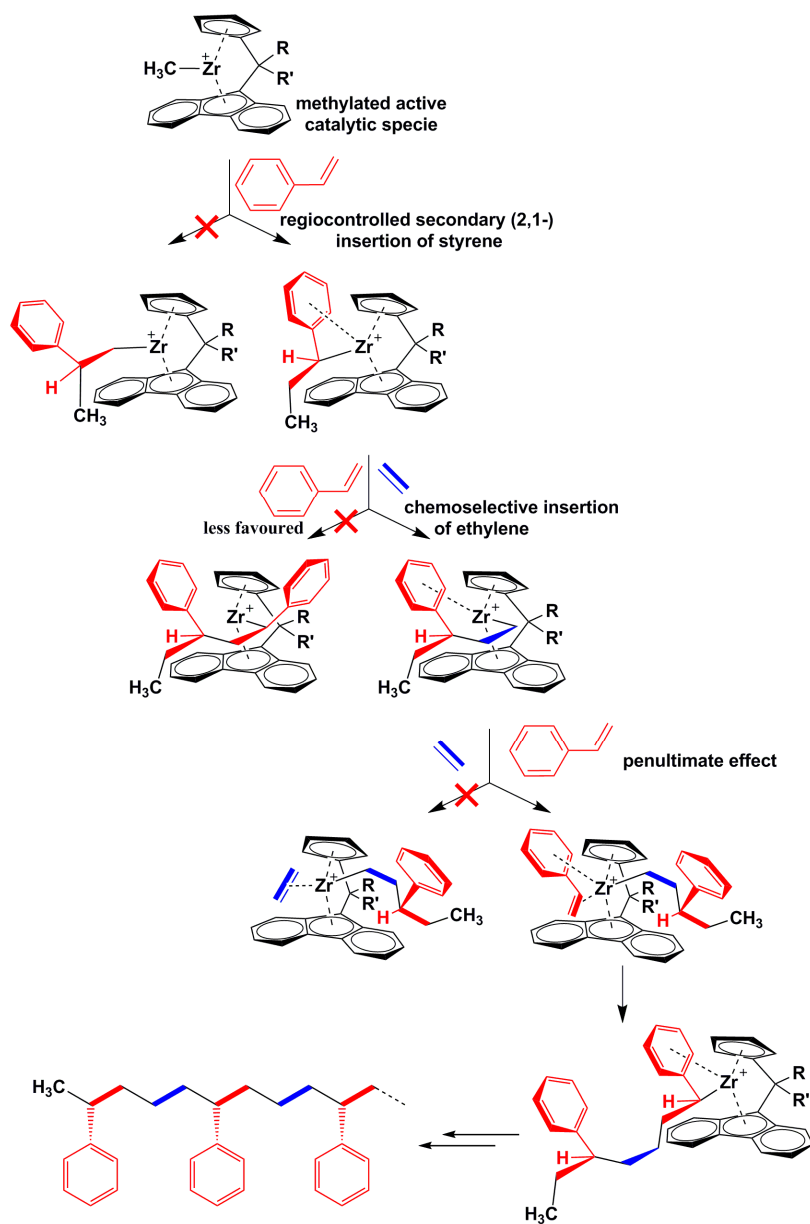 R
H₃C Zr +
R'
methylated active
catalytic specie
regiocontrolled secondary (2,1-)
insertion of styrene
+ Zr R R'
H
CH₃
Zr + R R'
H
CH₃
less favoured
chemoselective insertion
of ethylene
Zr + R R'
H
H₃C
Zr + R R'
H
H₃C
penultimate effect
Zr + R R'
H CH₃
Zr + R R'
H CH₃
H₃C
Zr + R R'
H
H
CH₃